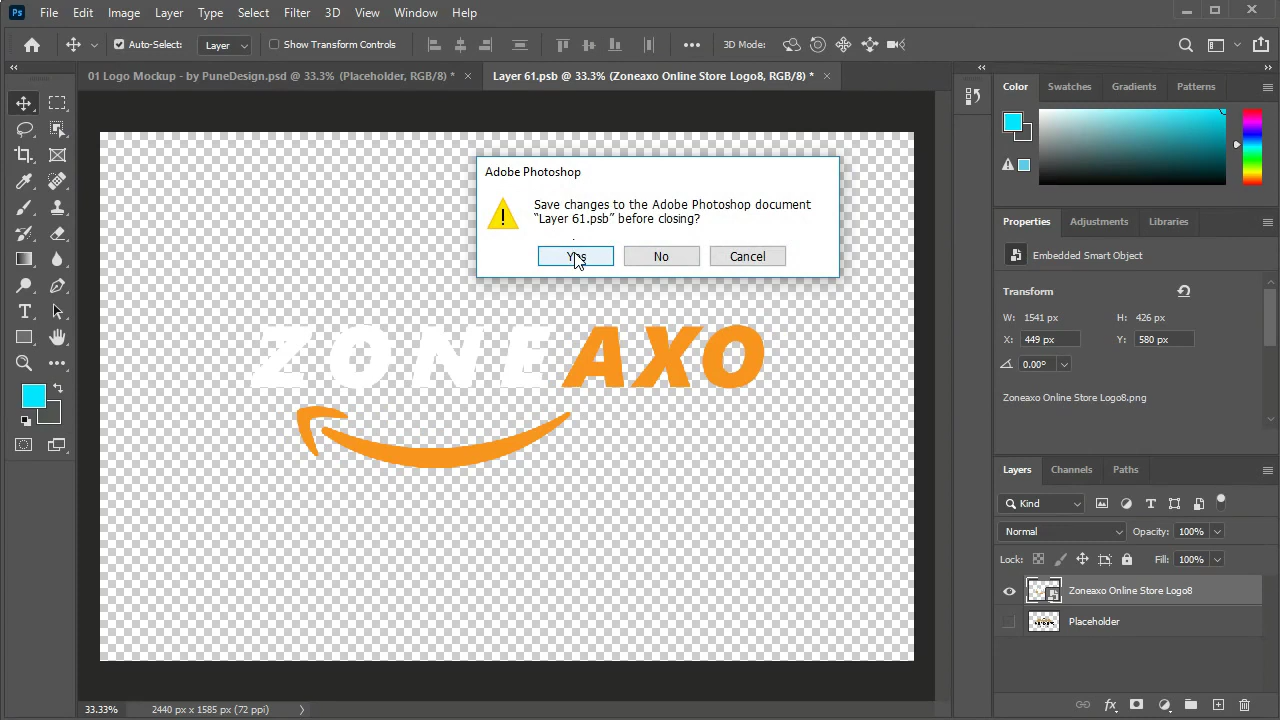 Ps File Edit Image Layer Type Select Filter 3D View Window Help
Auto-Select: Layer Show Transform Controls 3D Mode:
01 Logo Mockup - by PuneDesign.psd @ 33.3% (Placeholder, RGB/8) * Layer 61.psb @ 33.3% (Zoneaxo Online Store Logo8, RGB/8) *
Color Swatches Gradients Patterns
Adobe Photoshop
Save changes to the Adobe Photoshop document
“Layer 61.psb” before closing?
Yes No Cancel
Properties Adjustments Libraries
Embedded Smart Object
Transform
W: 1541 px H: 426 px
X: 449 px Y: 580 px
0.00°
Zoneaxo Online Store Logo8.png
ZONEAXO
Layers Channels Paths
Kind
Normal Opacity: 100%
Lock: Fill: 100%
Zoneaxo Online Store Logo8
Placeholder
33.33% 2440 px x 1585 px (72 ppi)